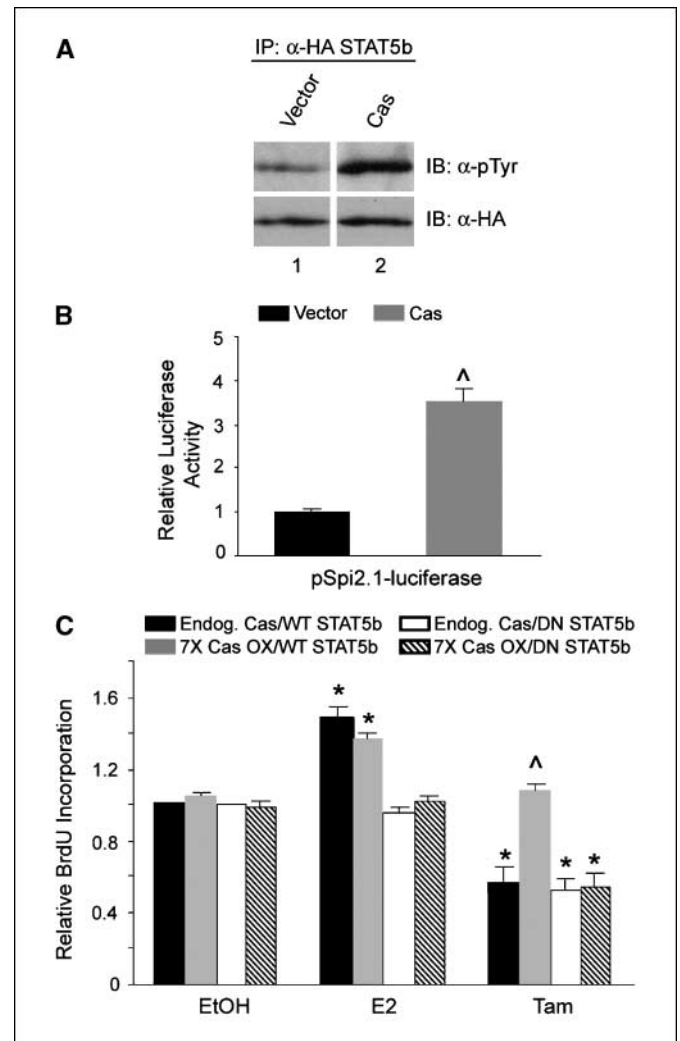 A
IP: α-HA STAT5b
Vector
Cas
IB: α-pTyr
IB: α-HA
1 2
B
Vector Cas
Relative Luciferase Activity
5
4
3
2
1
0
^
pSpi2.1-luciferase
C
Endog. Cas/WT STAT5b Endog. Cas/DN STAT5b
7X Cas OX/WT STAT5b 7X Cas OX/DN STAT5b
Relative BrdU Incorporation
1.6
1.2
0.8
0.4
0
* *
* ^ * *
EtOH E2 Tam